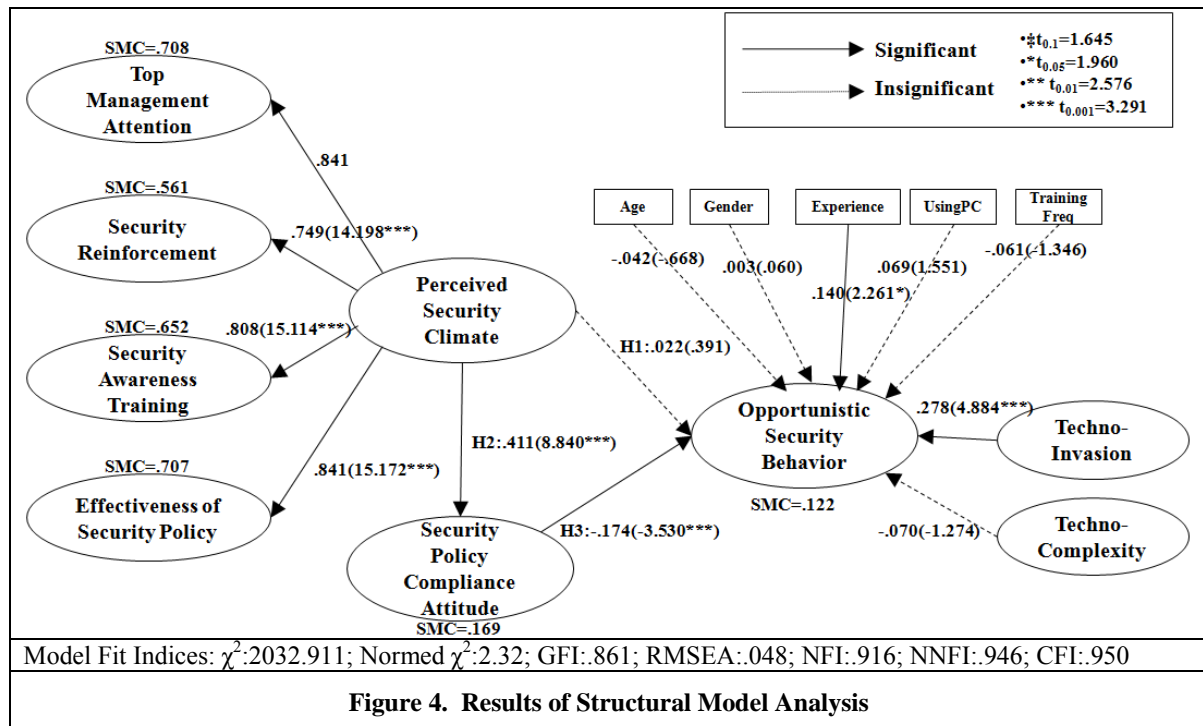 SMC=.708
Top
Management
Attention
SMC=.561
Security
Reinforcement
SMC=.652
Security
Awareness
Training
SMC=.707
Effectiveness of
Security Policy
.841
.749(14.198***)
.808(15.114***)
.841(15.172***)
Perceived
Security
Climate
H1:.022(.391)
H2:.411(8.840***)
H3:-.174(-3.530***)
Security
Policy
Compliance
Attitude
SMC=.169
Significant
Insignificant
•‡t0.1=1.645
•*t0.05=1.960
•** t0.01=2.576
•*** t0.001=3.291
Age
Gender
Experience
UsingPC
Training
Freq
-.042(-.668)
.003(.060)
.140(2.261*)
.069(1.551)
-.061(-1.346)
Opportunistic
Security
Behavior
SMC=.122
.278(4.884***)
Techno-
Invasion
-.070(-1.274)
Techno-
Complexity
Model Fit Indices: χ²:2032.911; Normed χ²:2.32; GFI:.861; RMSEA:.048; NFI:.916; NNFI:.946; CFI:.950
Figure 4. Results of Structural Model Analysis